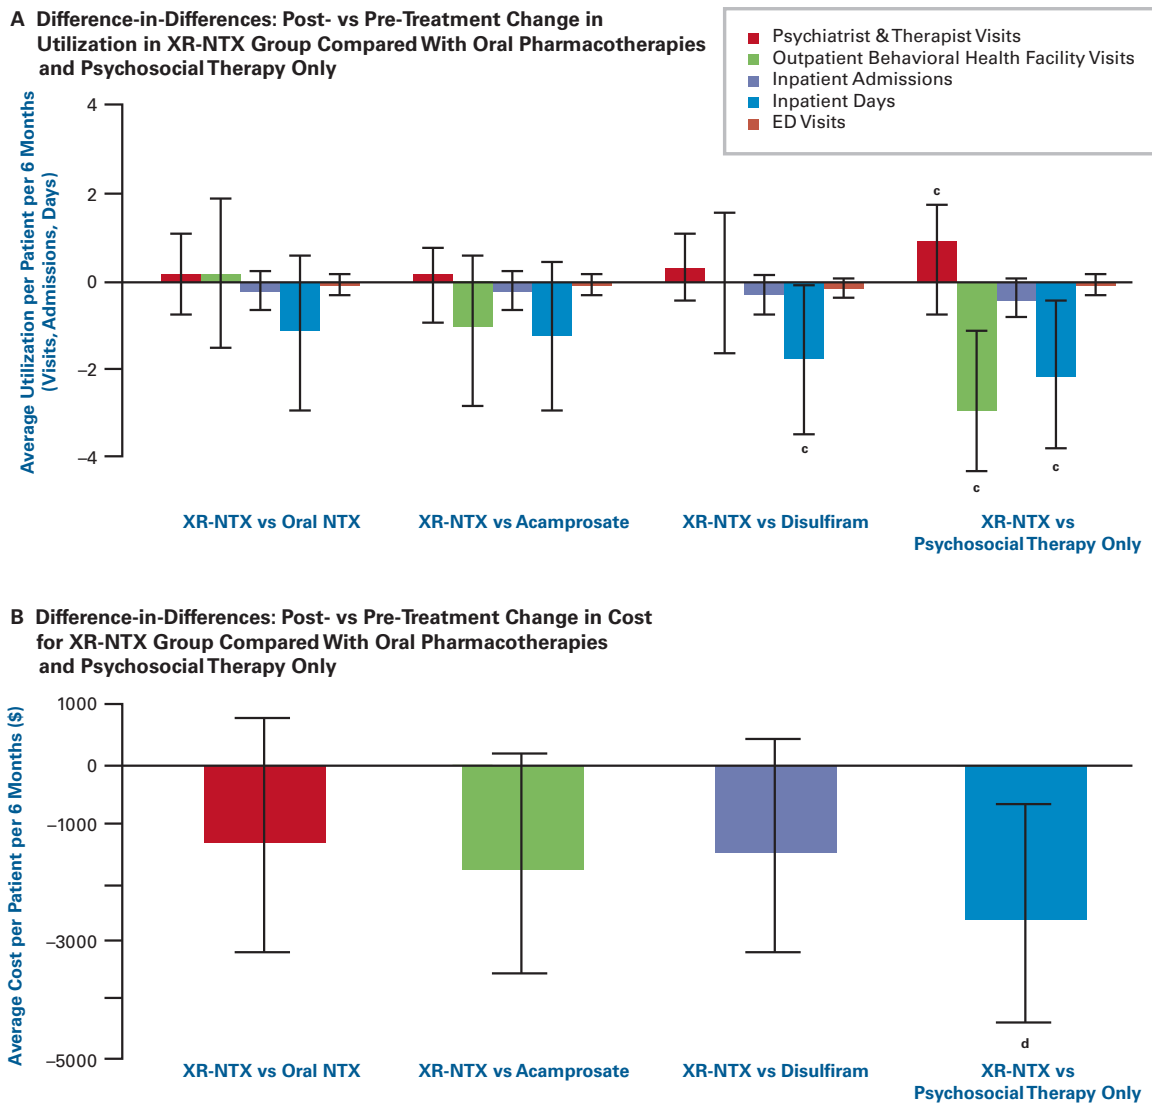 A Difference-in-Differences: Post- vs Pre-Treatment Change in
Utilization in XR-NTX Group Compared With Oral Pharmacotherapies
and Psychosocial Therapy Only
Psychiatrist & Therapist Visits
Outpatient Behavioral Health Facility Visits
Inpatient Admissions
Inpatient Days
ED Visits
Average Utilization per Patient per 6 Months
(Visits, Admissions, Days)
4
2
0
–2
–4
c
c
c
c
XR-NTX vs Oral NTX
XR-NTX vs Acamprosate
XR-NTX vs Disulfiram
XR-NTX vs
Psychosocial Therapy Only
B Difference-in-Differences: Post- vs Pre-Treatment Change in Cost
for XR-NTX Group Compared With Oral Pharmacotherapies
and Psychosocial Therapy Only
Average Cost per Patient per 6 Months ($)
1000
0
–1000
–3000
–5000
d
XR-NTX vs Oral NTX
XR-NTX vs Acamprosate
XR-NTX vs Disulfiram
XR-NTX vs
Psychosocial Therapy Only